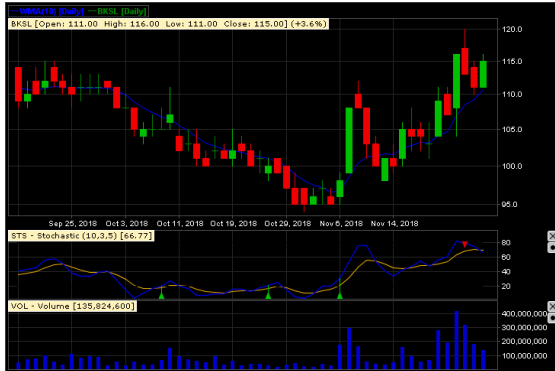 WMA(10) [Daily] BKSL [Daily]
BKSL [Open: 111.00 High: 116.00 Low: 111.00 Close: 115.00] (+3.6%)
120.0
115.0
110.0
105.0
100.0
95.0
Sep 25, 2018 Oct 3, 2018 Oct 11, 2018 Oct 19, 2018 Oct 29, 2018 Nov 6, 2018 Nov 14, 2018
STS - Stochastic (10,3,5) [66.77]
80
60
40
20
VOL - Volume [135,824,600]
400,000,000
300,000,000
200,000,000
100,000,000